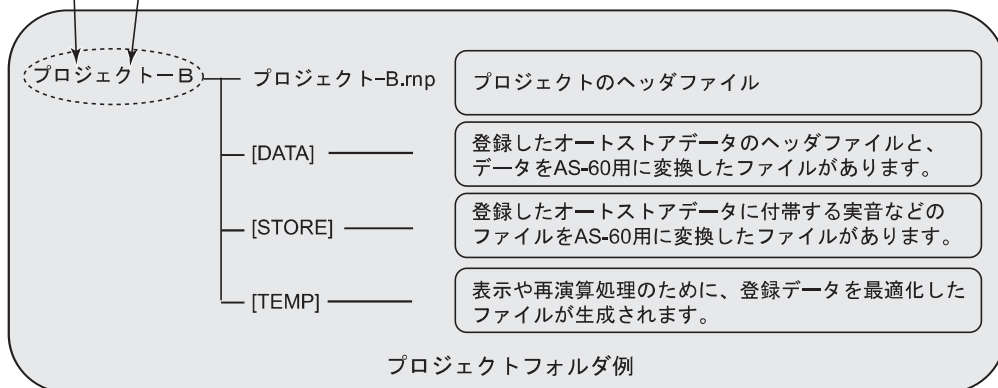 プロジェクトーB
プロジェクト-B.rnp
プロジェクトのヘッダファイル
[DATA]
登録したオートストアデータのヘッダファイルと、
データをAS-60用に変換したファイルがあります。
[STORE]
登録したオートストアデータに付帯する実音などの
ファイルをAS-60用に変換したファイルがあります。
[TEMP]
表示や再演算処理のために、登録データを最適化した
ファイルが生成されます。
プロジェクトフォルダ例